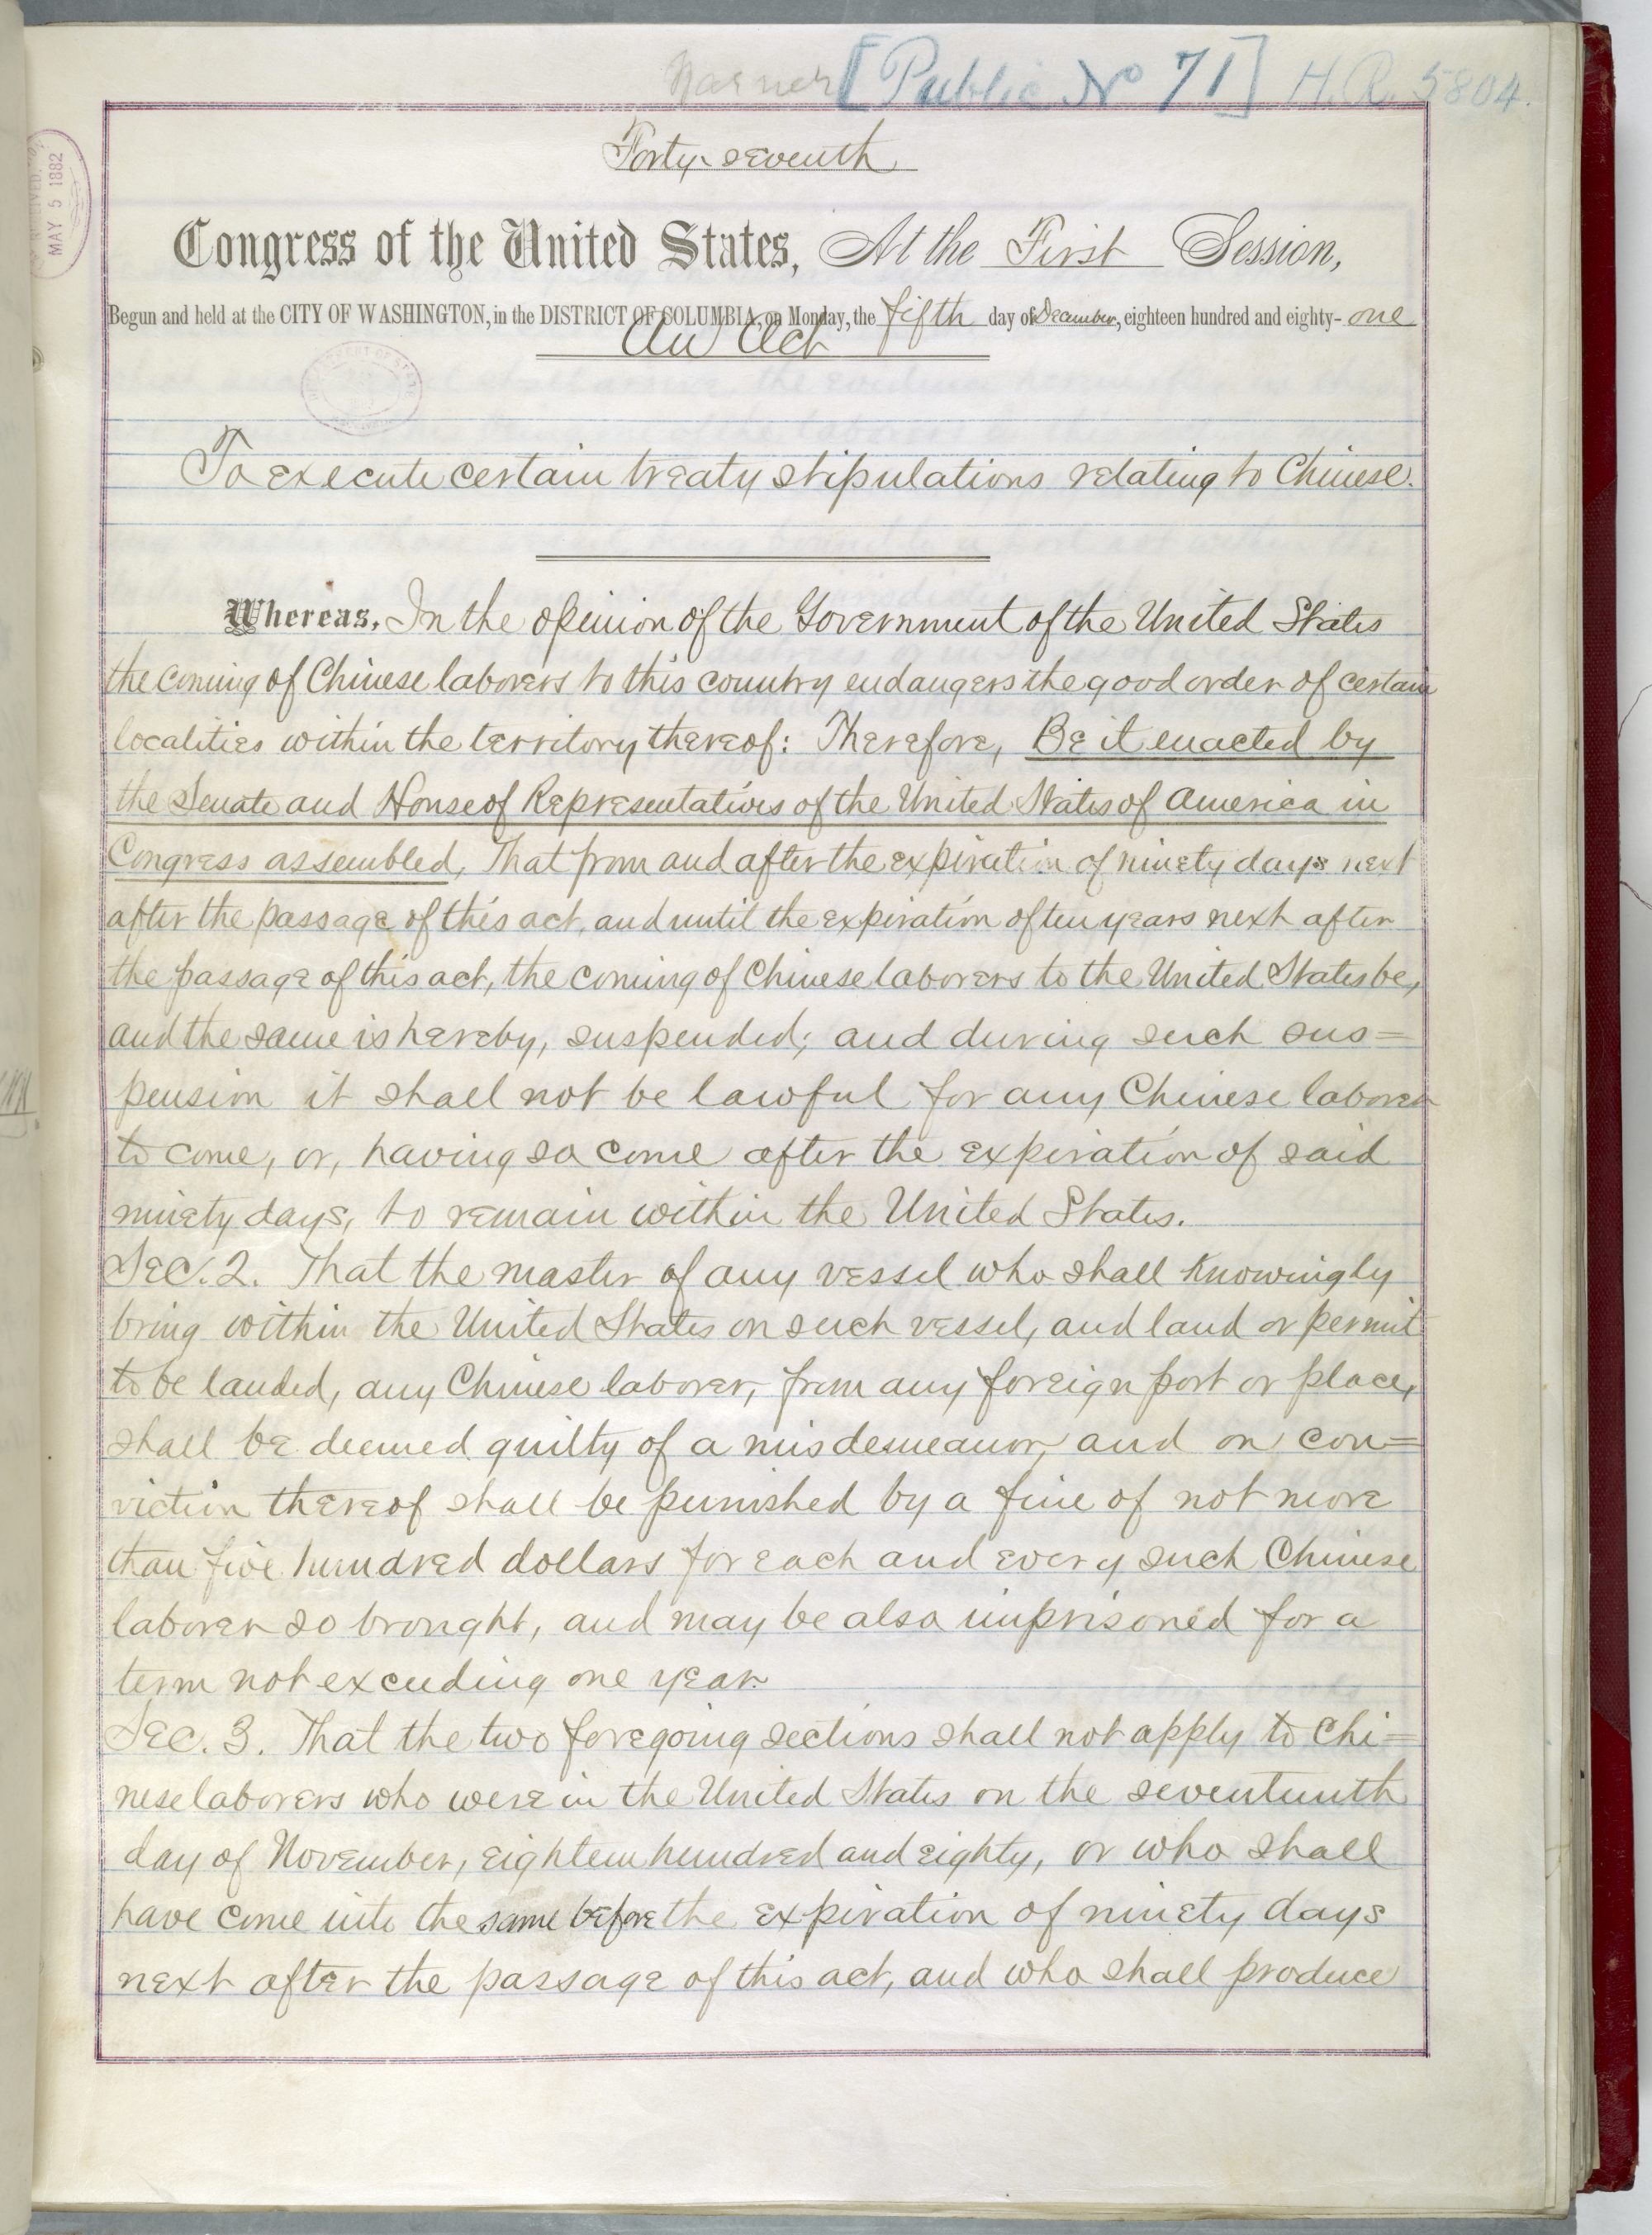 Warner [Public No 71] H.R. 5804.
Forty-seventh
Congress of the United States, At the First Session,
Begun and held at the CITY OF WASHINGTON, in the DISTRICT OF COLUMBIA, on Monday, the fifth day of December, eighteen hundred and eighty-one
MAY 5 1882
An Act
To execute certain treaty stipulations relating to Chinese.
Whereas, In the opinion of the Government of the United States
the coming of Chinese laborers to this country endangers the good order of certain
localities within the territory thereof: Therefore, Be it enacted by
the Senate and House of Representatives of the United States of America in
Congress assembled, That from and after the expiration of ninety days next
after the passage of this act, and until the expiration of ten years next after
the passage of this act, the coming of Chinese laborers to the United States be,
and the same is hereby, suspended; and during such sus=
pension it shall not be lawful for any Chinese laborer
to come, or, having so come after the expiration of said
ninety days, to remain within the United States.
Sec. 2. That the master of any vessel who shall knowingly
bring within the United States on such vessel, and land or permit
to be landed, any Chinese laborer, from any foreign port or place,
shall be deemed guilty of a misdemeanor, and on con=
viction thereof shall be punished by a fine of not more
than five hundred dollars for each and every such Chinese
laborer so brought, and may be also imprisoned for a
term not exceeding one year.
Sec. 3. That the two foregoing sections shall not apply to Chi=
nese laborers who were in the United States on the seventeenth
day of November, eighteen hundred and eighty, or who shall
have come into the same before the expiration of ninety days
next after the passage of this act, and who shall produce